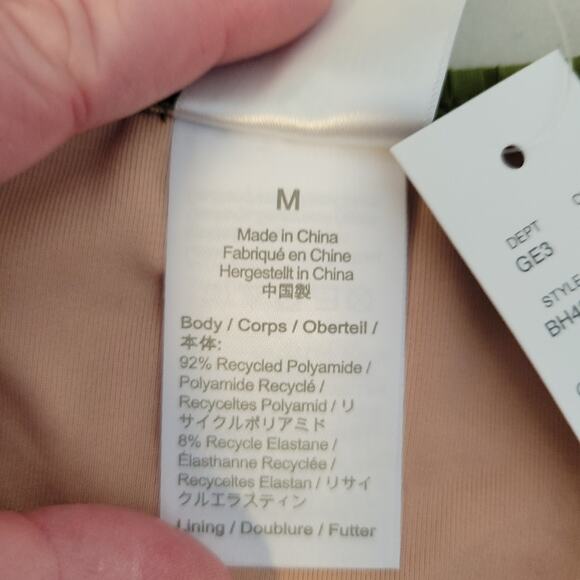 M
Made in China
Fabriqué en Chine
Hergestellt in China
中国製
Body / Corps / Oberteil /
本体:
92% Recycled Polyamide /
Polyamide Recyclé /
Recyceltes Polyamid / リ
サイクルポリアミド
8% Recycle Elastane /
Élasthanne Recyclée /
Recyceltes Elastan / リサイ
クルエラスティン
Lining / Doublure / Futter
DEPT
GE3
STYLE
BH4